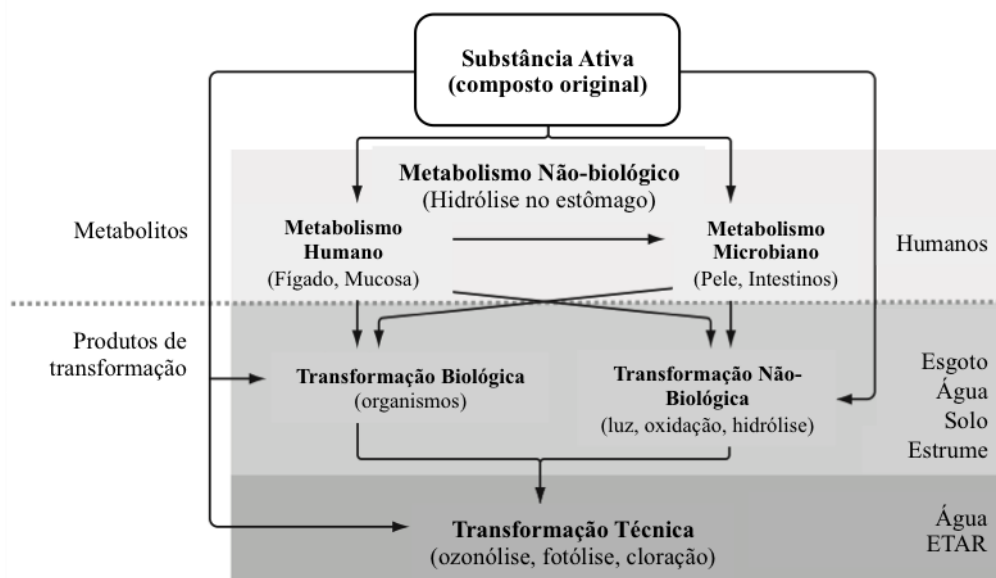 Substância Ativa
(composto original)
Metabolismo Não-biológico
(Hidrólise no estômago)
Metabolitos
Metabolismo
Humano
(Fígado, Mucosa)
Metabolismo
Microbiano
(Pele, Intestinos)
Humanos
Produtos de
transformação
Transformação Biológica
(organismos)
Transformação Não-
Biológica
(luz, oxidação, hidrólise)
Esgoto
Água
Solo
Estrume
Transformação Técnica
(ozonólise, fotólise, cloração)
Água
ETAR